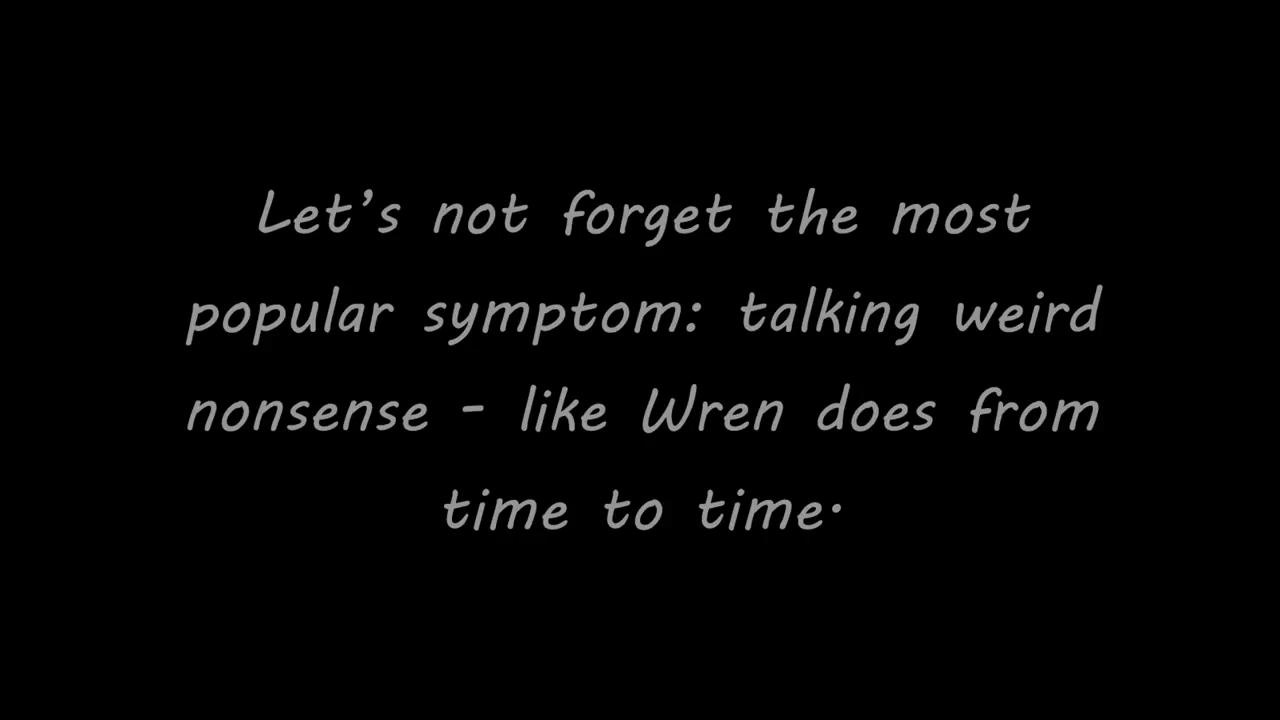 Let’s not forget the most
popular symptom: talking weird
nonsense - like Wren does from
time to time.